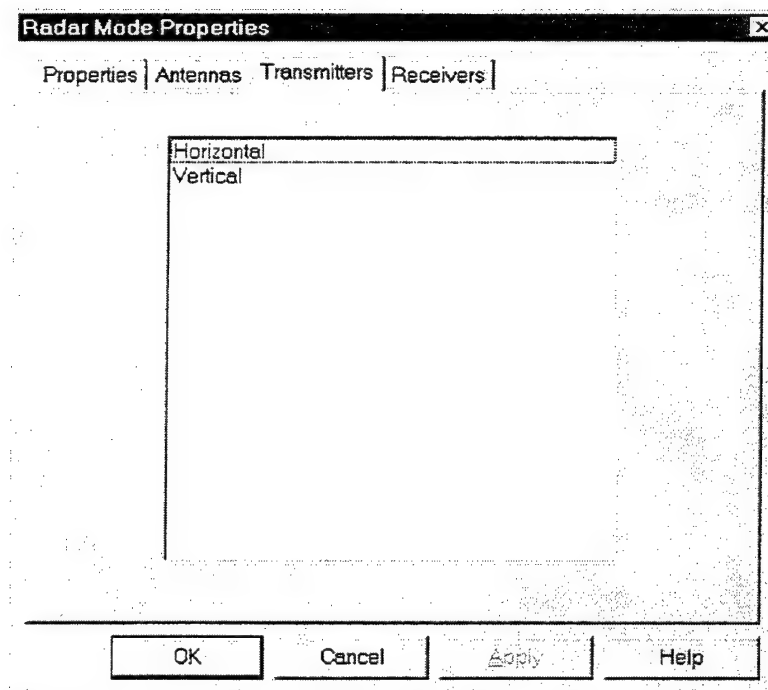 Radar Mode Properties
Properties Antennas Transmitters Receivers
Horizontal
Vertical
OK Cancel Apply Help